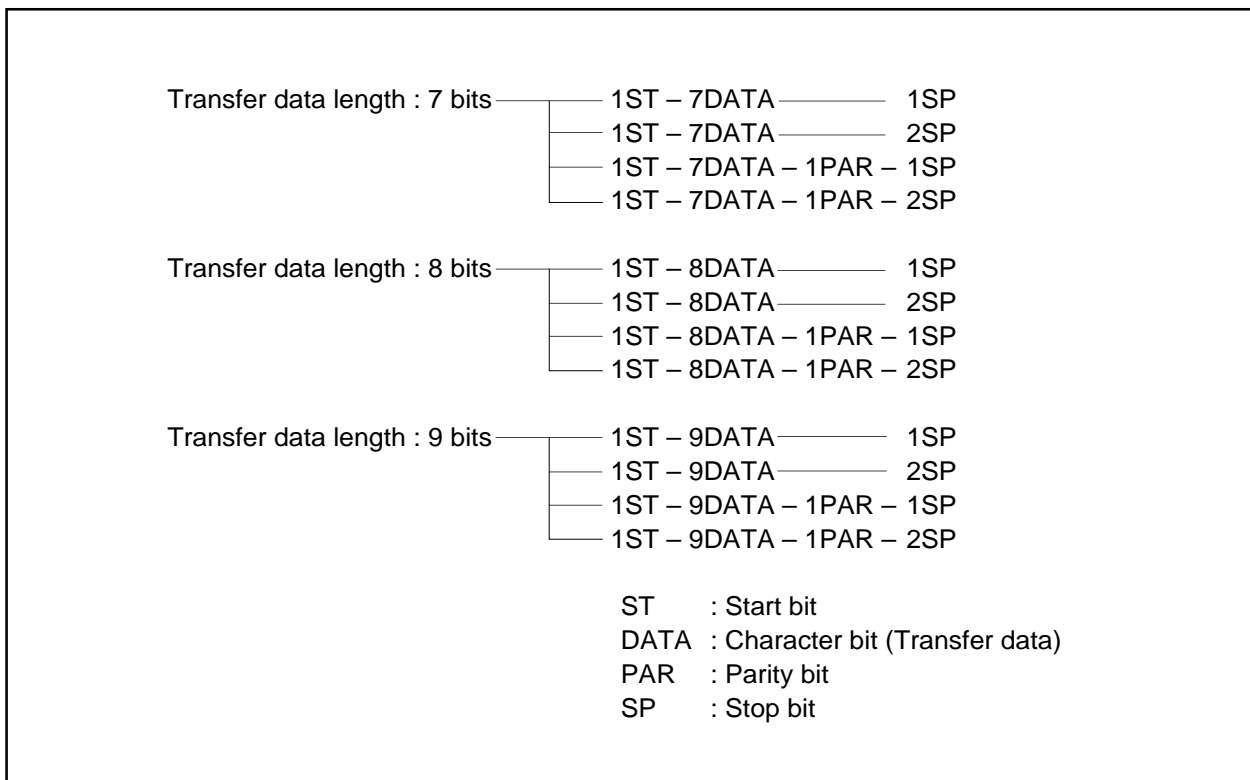 Transfer data length : 7 bits 1ST – 7DATA 1SP
1ST – 7DATA 2SP
1ST – 7DATA – 1PAR – 1SP
1ST – 7DATA – 1PAR – 2SP
Transfer data length : 8 bits 1ST – 8DATA 1SP
1ST – 8DATA 2SP
1ST – 8DATA – 1PAR – 1SP
1ST – 8DATA – 1PAR – 2SP
Transfer data length : 9 bits 1ST – 9DATA 1SP
1ST – 9DATA 2SP
1ST – 9DATA – 1PAR – 1SP
1ST – 9DATA – 1PAR – 2SP
ST : Start bit
DATA : Character bit (Transfer data)
PAR : Parity bit
SP : Stop bit